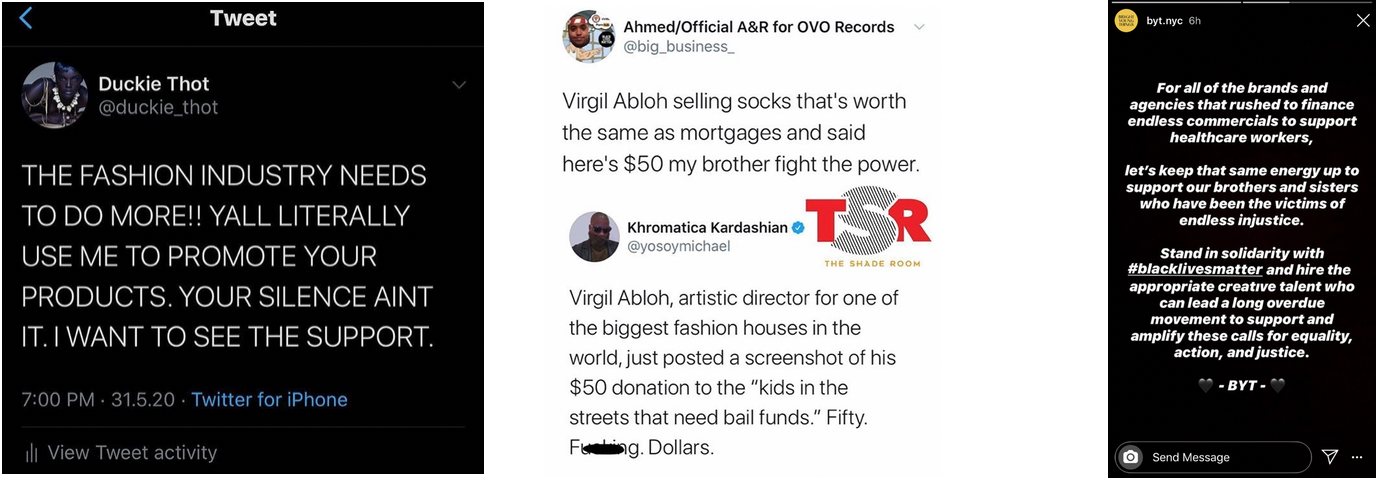 Tweet
Duckie Thot
@duckie_thot
THE FASHION INDUSTRY NEEDS
TO DO MORE!! YALL LITERALLY
USE ME TO PROMOTE YOUR
PRODUCTS. YOUR SILENCE AINT
IT. I WANT TO SEE THE SUPPORT.
7:00 PM · 31.5.20 · Twitter for iPhone
View Tweet activity
Ahmed/Official A&R for OVO Records
@big_business_
Virgil Abloh selling socks that's worth
the same as mortgages and said
here's $50 my brother fight the power.
TSR
THE SHADE ROOM
Khromatica Kardashian
@yosoymichael
Virgil Abloh, artistic director for one of
the biggest fashion houses in the
world, just posted a screenshot of his
$50 donation to the “kids in the
streets that need bail funds.” Fifty.
Fu ng. Dollars.
byt.nyc 6h
For all of the brands and
agencies that rushed to finance
endless commercials to support
healthcare workers,
let's keep that same energy up to
support our brothers and sisters
who have been the victims of
endless injustice.
Stand in solidarity with
#blacklivesmatter and hire the
appropriate creative talent who
can lead a long overdue
movement to support and
amplify these calls for equality,
action, and justice.
🖤 - BYT - 🖤
Send Message